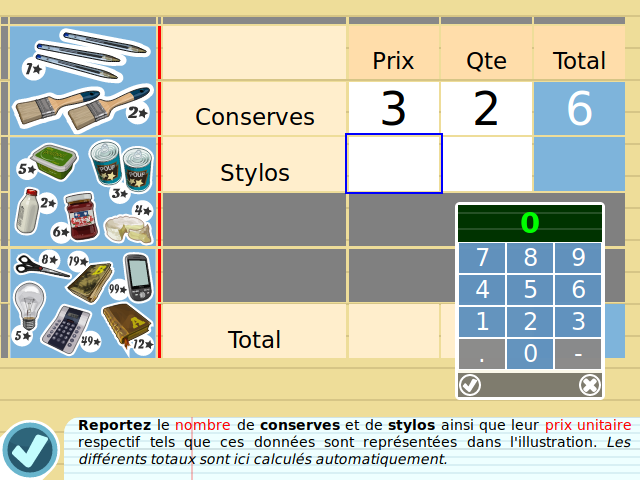 Prix Qte Total
Conserves 3 2 6
Stylos
Total
1★
2★
5★
POUF POUF
3★
2★
6★
4★
8★
19★
99★
5★
49★
A
12★
0
7 8 9
4 5 6
1 2 3
. 0 -
Reportez le nombre de conserves et de stylos ainsi que leur prix unitaire
respectif tels que ces données sont représentées dans l'illustration. Les
différents totaux sont ici calculés automatiquement.